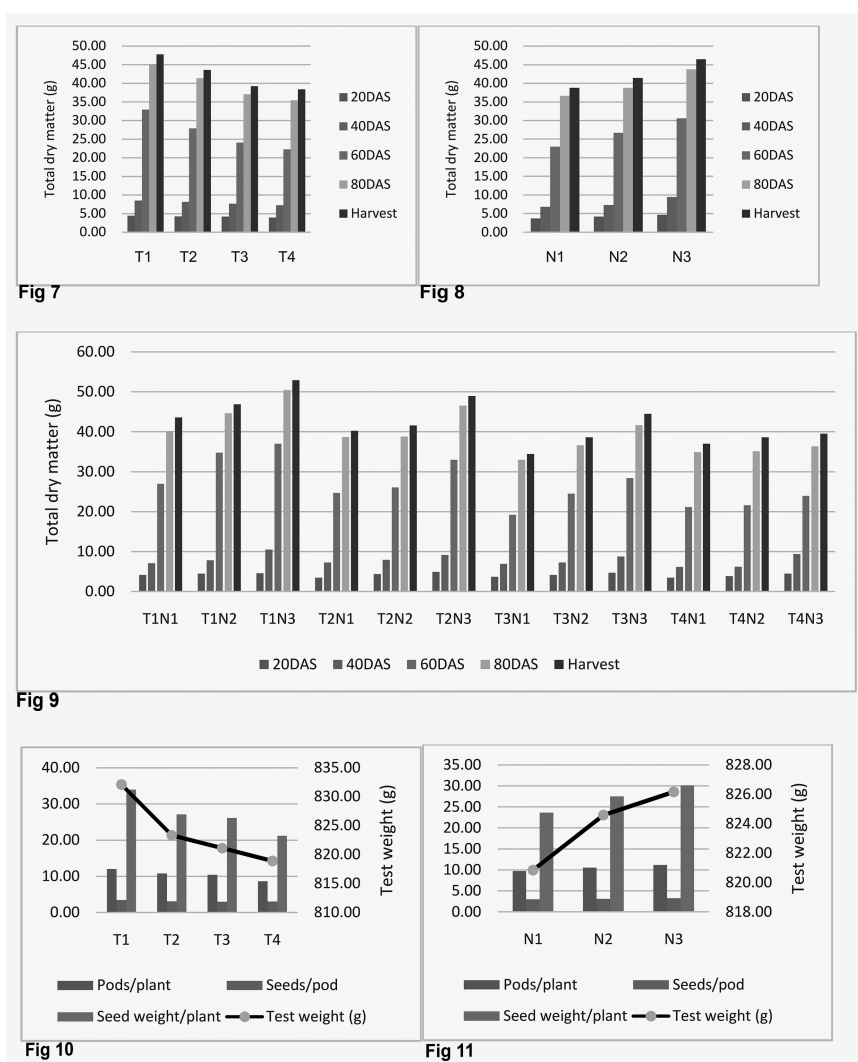 50.00
45.00
40.00
35.00
30.00
25.00
20.00
15.00
10.00
5.00
0.00
Total dry matter (g)
T1 T2 T3 T4
20DAS
40DAS
60DAS
80DAS
Harvest
Fig 7
50.00
45.00
40.00
35.00
30.00
25.00
20.00
15.00
10.00
5.00
0.00
Total dry matter (g)
N1 N2 N3
20DAS
40DAS
60DAS
80DAS
Harvest
Fig 8
60.00
50.00
40.00
30.00
20.00
10.00
0.00
Total dry matter (g)
T1N1 T1N2 T1N3 T2N1 T2N2 T2N3 T3N1 T3N2 T3N3 T4N1 T4N2 T4N3
20DAS 40DAS 60DAS 80DAS Harvest
Fig 9
40.00
30.00
20.00
10.00
0.00
835.00
830.00
825.00
820.00
815.00
810.00
Test weight (g)
T1 T2 T3 T4
Pods/plant Seeds/pod
Seed weight/plant Test weight (g)
Fig 10
35.00
30.00
25.00
20.00
15.00
10.00
5.00
0.00
828.00
826.00
824.00
822.00
820.00
818.00
Test weight (g)
N1 N2 N3
Pods/plant Seeds/pod
Seed weight/plant Test weight (g)
Fig 11